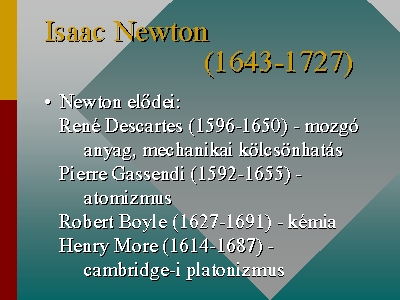 Isaac Newton
(1643-1727)
• Newton elődei:
René Descartes (1596-1650) - mozgó
anyag, mechanikai kölcsönhatás
Pierre Gassendi (1592-1655) -
atomizmus
Robert Boyle (1627-1691) - kémia
Henry More (1614-1687) -
cambridge-i platonizmus